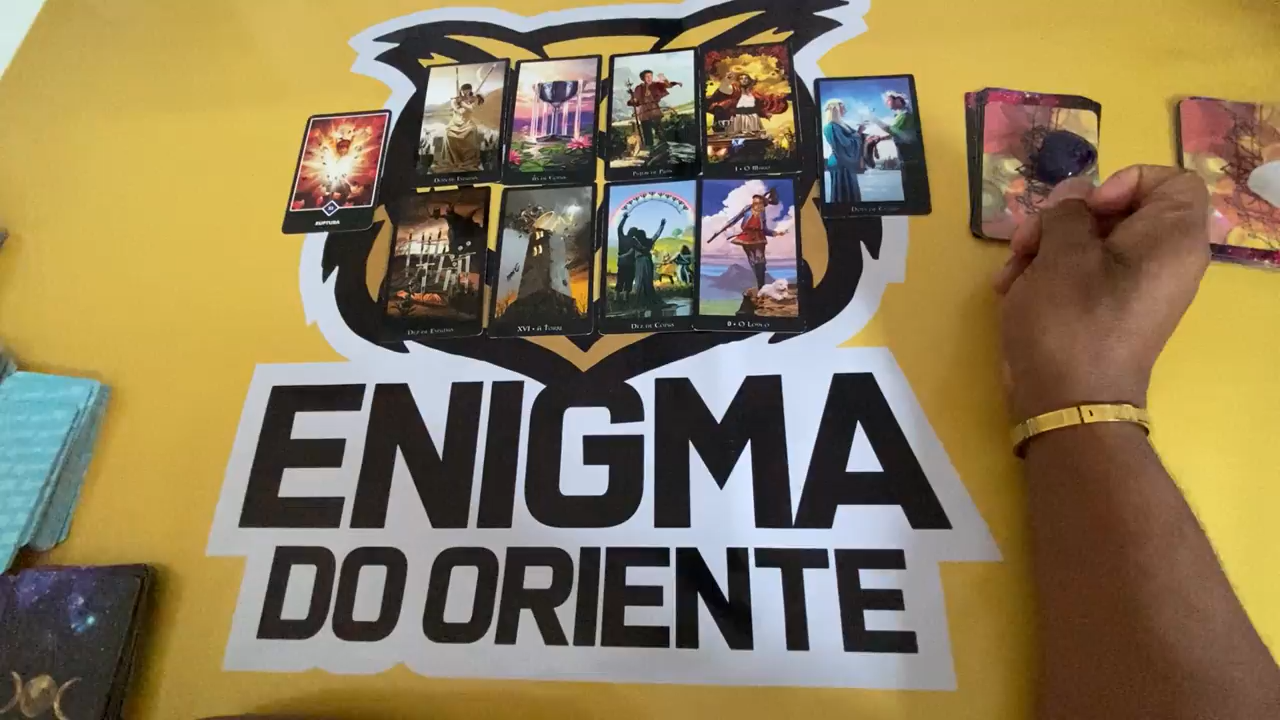 DOIS DE ESPADAS
ÁS DE COPAS
PAJEM DE PAUS
I • O MAGO
DOIS DE COPAS
RUPTURA
DEZ DE ESPADAS
XVI • A TORRE
DEZ DE COPAS
0 • O LOUCO
ENIGMA
DO ORIENTE